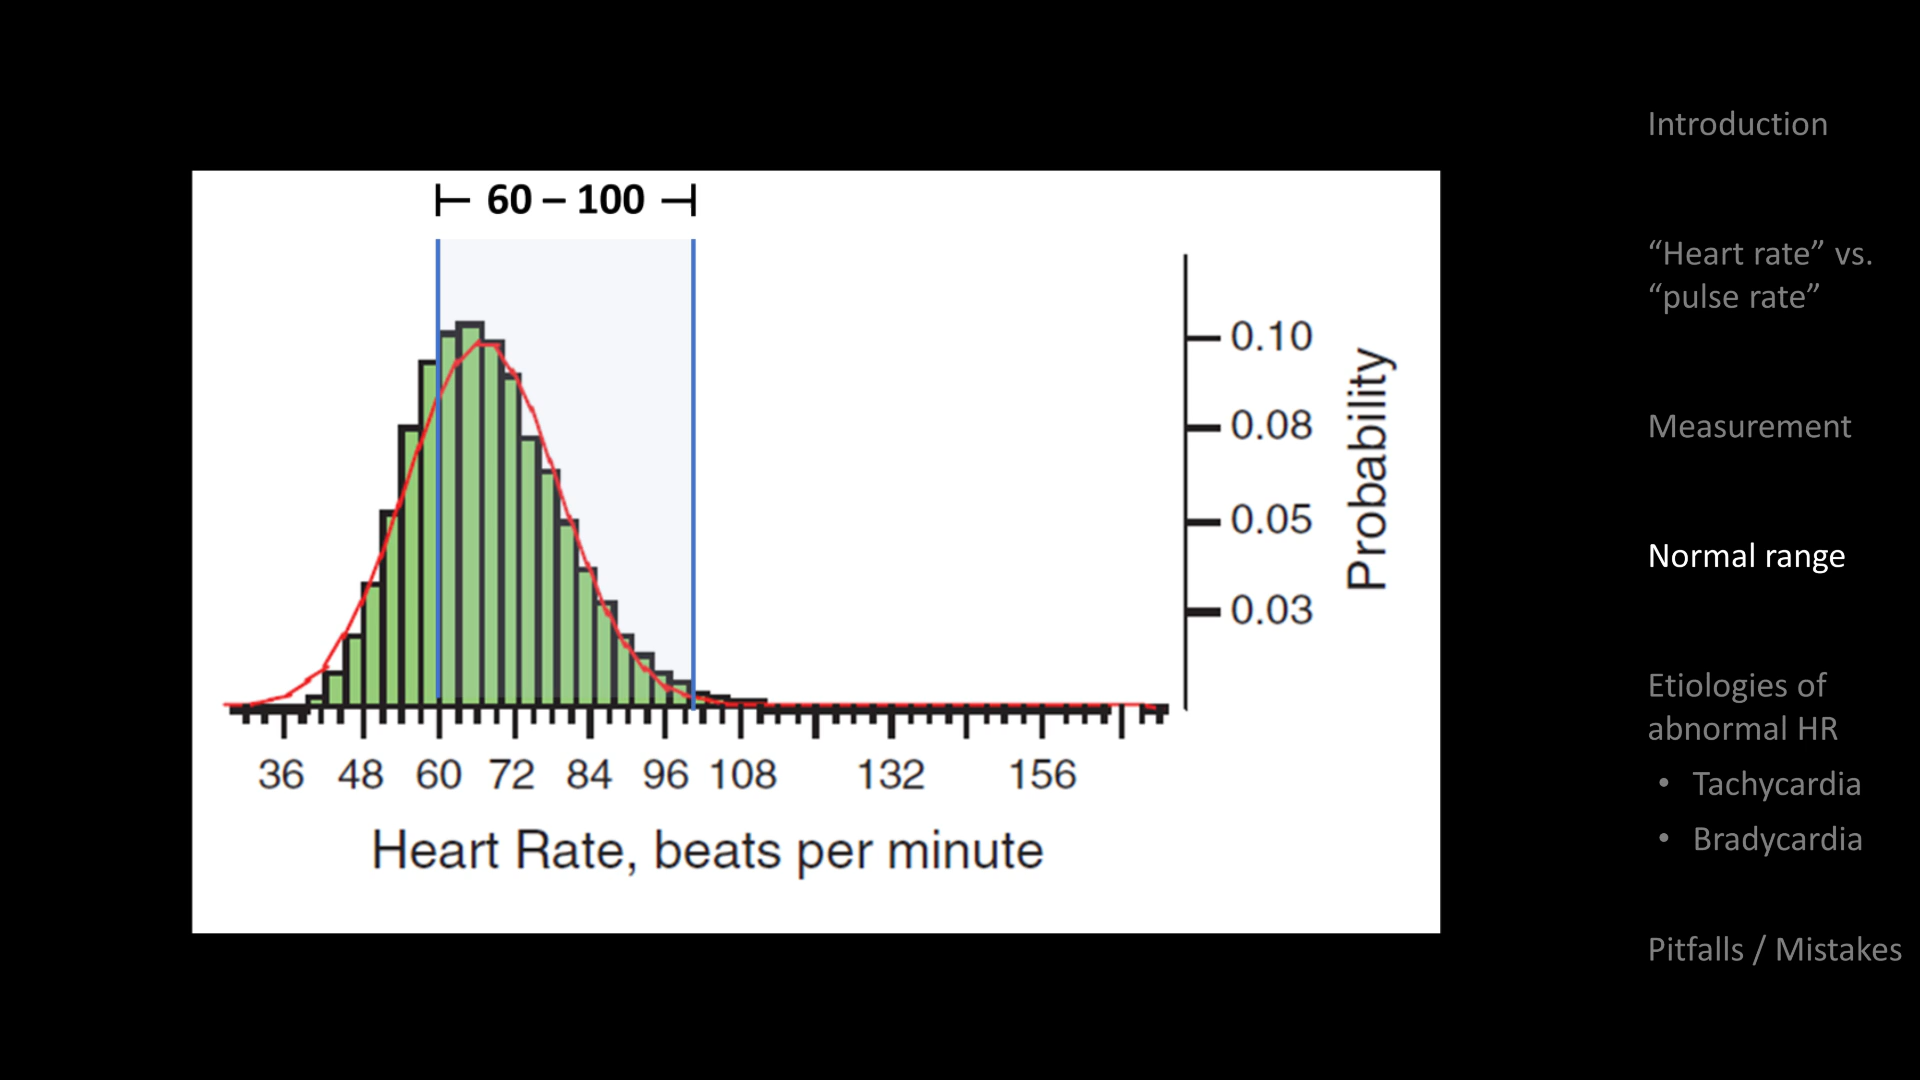 60 – 100
0.10
0.08
0.05
0.03
Probability
36 48 60 72 84 96 108 132 156
Heart Rate, beats per minute
Introduction
“Heart rate” vs.
“pulse rate”
Measurement
Normal range
Etiologies of
abnormal HR
• Tachycardia
• Bradycardia
Pitfalls / Mistakes